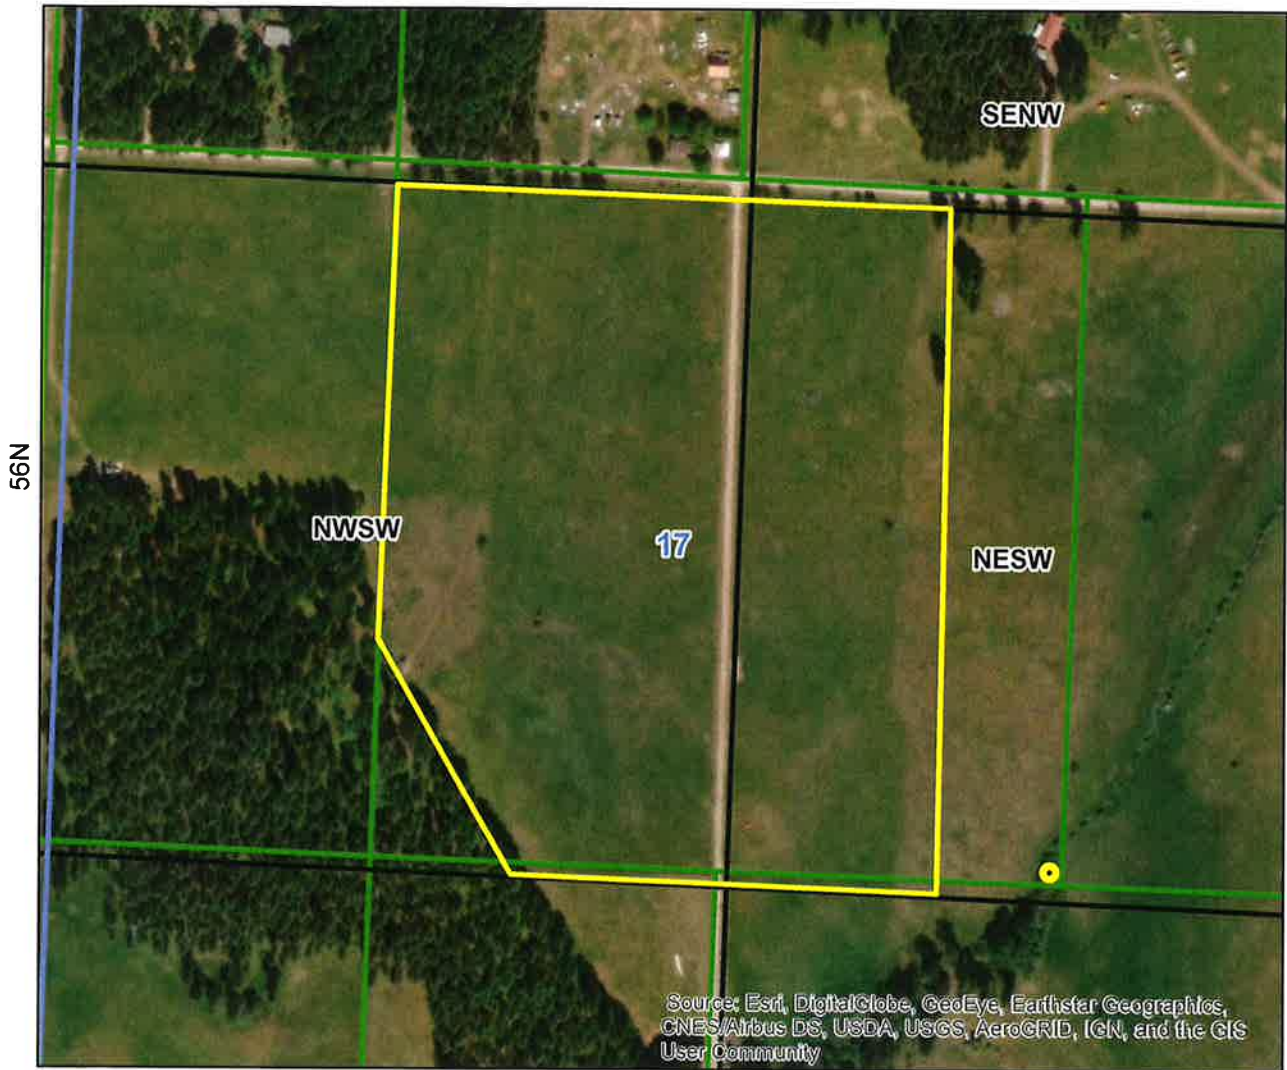 SENW
56N
NWSW
17
NESW
Source: Esri, DigitalGlobe, GeoEye, Earthstar Geographics,
CNES/Airbus DS, USDA, USGS, AeroGRID, IGN, and the GIS
User Community